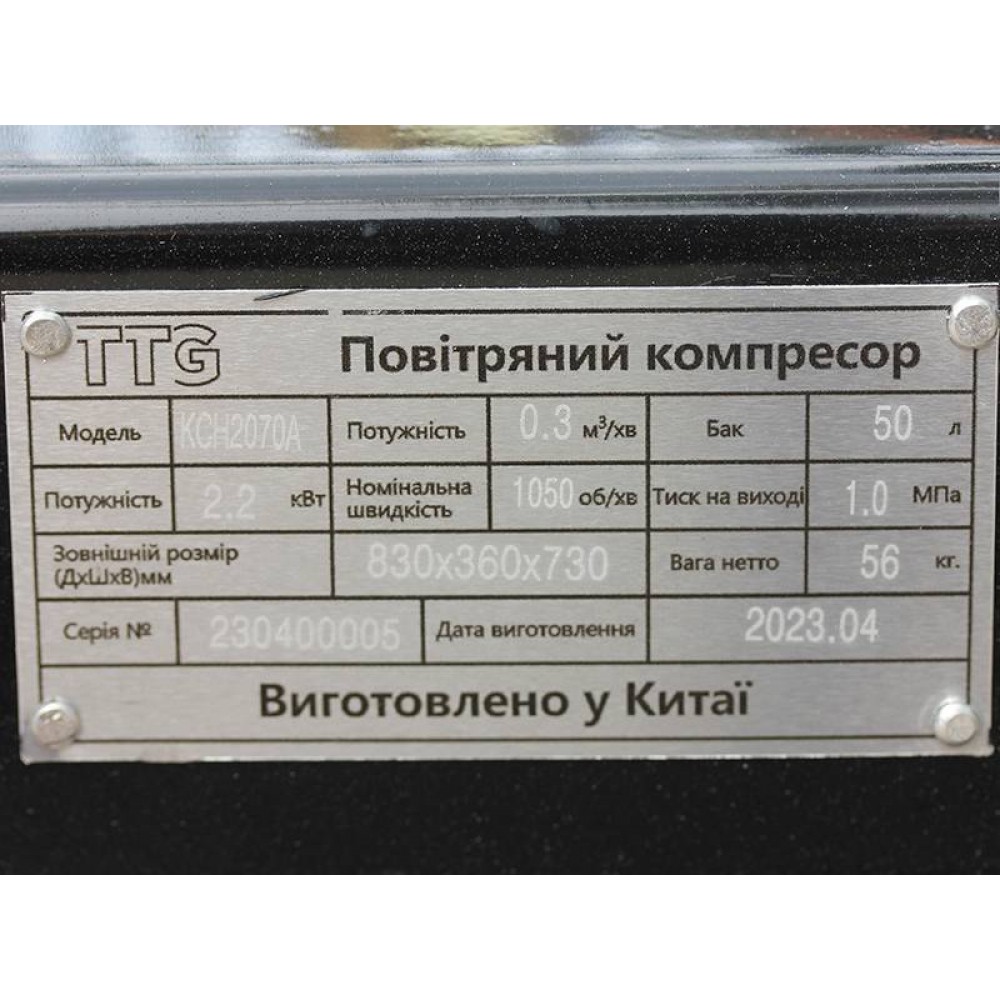 TTG Повітряний компресор
Модель КСН2070А Потужність 0.3 м³/хв Бак 50 л
Потужність 2.2 кВт Номінальна швидкість 1050 об/хв Тиск на виході 1.0 МПа
Зовнішній розмір (ДхШхВ)мм 830x360x730 Вага нетто 56 кг.
Серія № 230400005 Дата виготовлення 2023.04
Виготовлено у Китаї